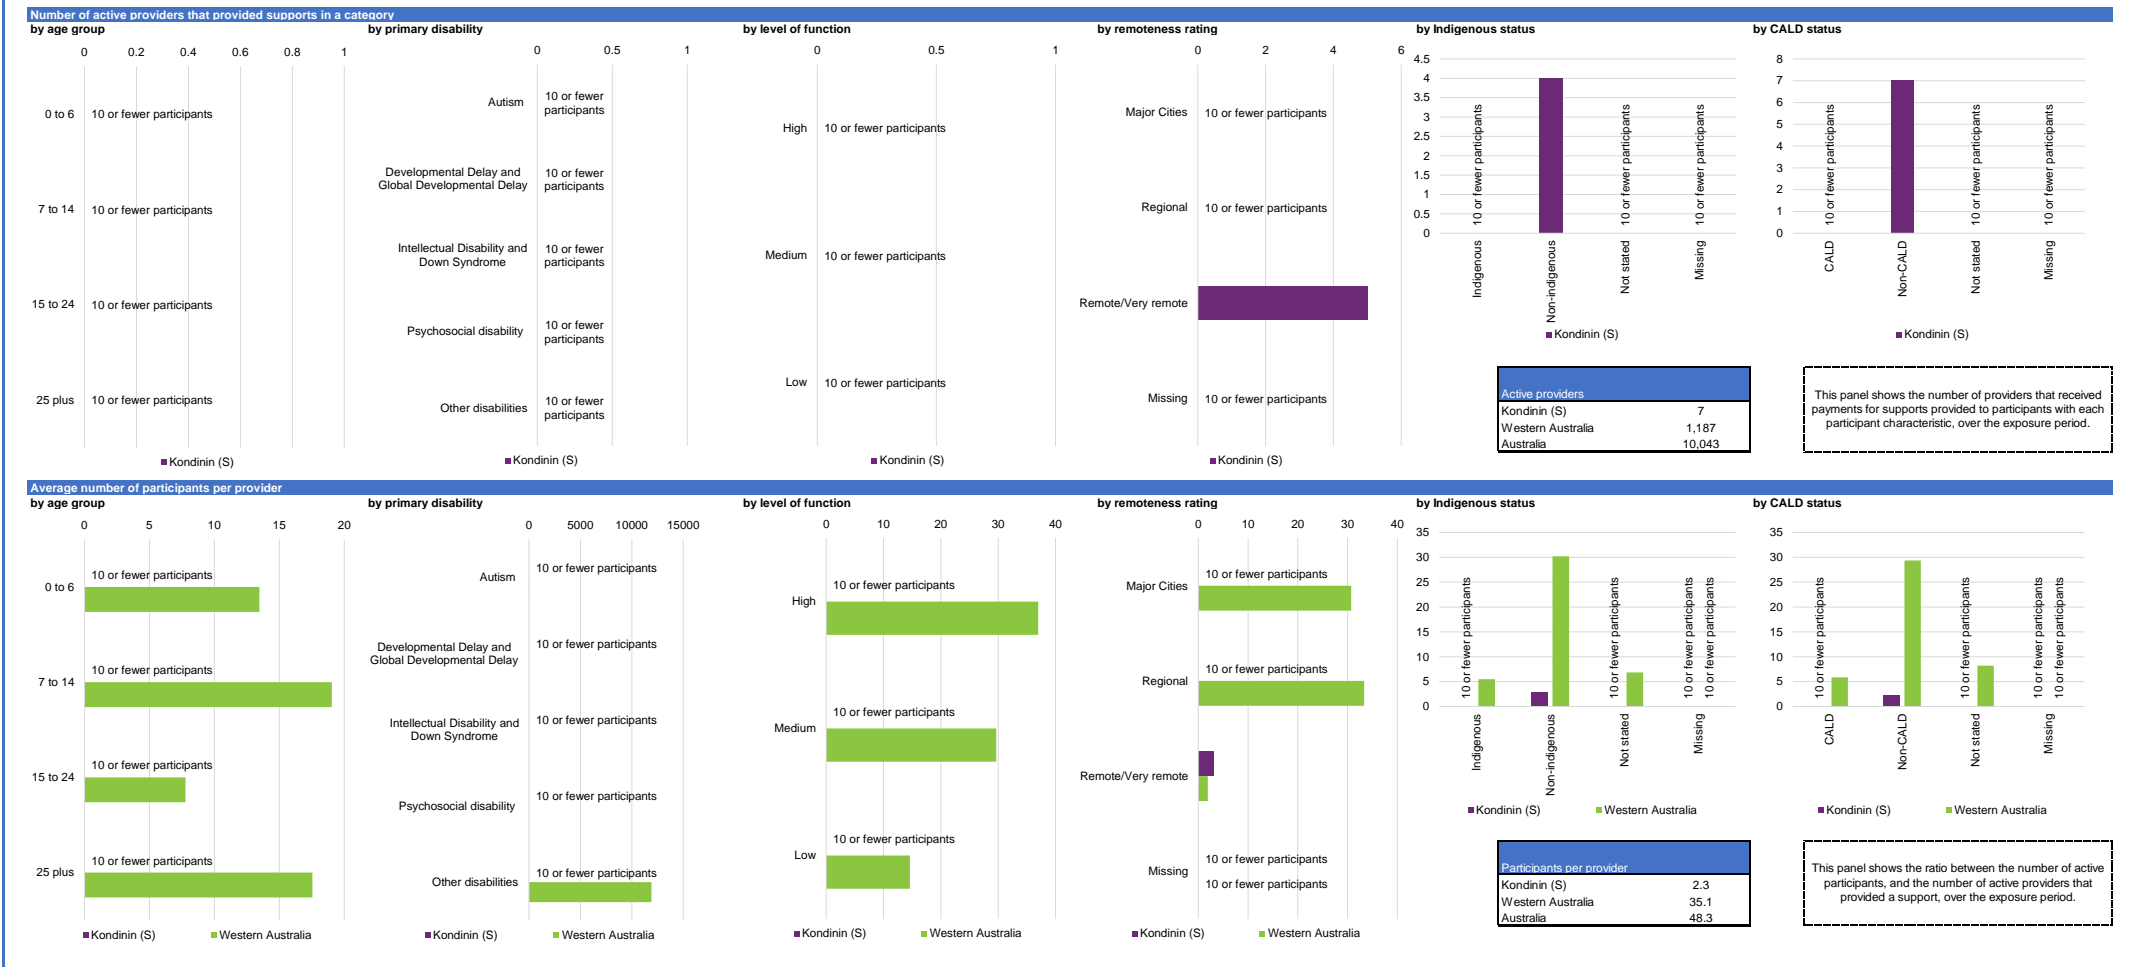 Number of active providers that provided supports in a category
by age group
0 0.2 0.4 0.6 0.8 1
0 to 6 10 or fewer participants
7 to 14 10 or fewer participants
15 to 24 10 or fewer participants
25 plus 10 or fewer participants
Kondinin (S)
by primary disability
0 0.5 1
Autism 10 or fewer
participants
Developmental Delay and
Global Developmental Delay
10 or fewer
participants
Intellectual Disability and
Down Syndrome
10 or fewer
participants
Psychosocial disability 10 or fewer
participants
Other disabilities 10 or fewer
participants
Kondinin (S)
by level of function
0 0.5 1
High 10 or fewer participants
Medium 10 or fewer participants
Low 10 or fewer participants
Kondinin (S)
by remoteness rating
0 2 4 6
Major Cities 10 or fewer participants
Regional 10 or fewer participants
Remote/Very remote
Missing 10 or fewer participants
Kondinin (S)
by Indigenous status
4.5
4
3.5
3
2.5
2
1.5
1
0.5
0
10 or fewer participants
10 or fewer participants
10 or fewer participants
Indigenous
Non-indigenous
Not stated
Missing
Kondinin (S)
by CALD status
8
7
6
5
4
3
2
1
0
10 or fewer participants
10 or fewer participants
10 or fewer participants
CALD
Non-CALD
Not stated
Missing
Kondinin (S)
Active providers
Kondinin (S) 7
Western Australia 1,187
Australia 10,043
This panel shows the number of providers that received
payments for supports provided to participants with each
participant characteristic, over the exposure period.
Average number of participants per provider
by age group
0 5 10 15 20
10 or fewer participants
0 to 6
10 or fewer participants
7 to 14
10 or fewer participants
15 to 24
10 or fewer participants
25 plus
Kondinin (S) Western Australia
by primary disability
0 5000 10000 15000
Autism 10 or fewer participants
Developmental Delay and
Global Developmental Delay
10 or fewer participants
Intellectual Disability and
Down Syndrome
10 or fewer participants
Psychosocial disability 10 or fewer participants
Other disabilities 10 or fewer participants
Kondinin (S) Western Australia
by level of function
0 10 20 30 40
10 or fewer participants
High
10 or fewer participants
Medium
10 or fewer participants
Low
Kondinin (S) Western Australia
by remoteness rating
0 10 20 30 40
10 or fewer participants
Major Cities
10 or fewer participants
Regional
Remote/Very remote
10 or fewer participants
Missing
10 or fewer participants
Kondinin (S) Western Australia
by Indigenous status
35
30
25
20
15
10
5
0
10 or fewer participants
10 or fewer participants
10 or fewer participants
10 or fewer participants
Indigenous
Non-indigenous
Not stated
Missing
Kondinin (S) Western Australia
by CALD status
35
30
25
20
15
10
5
0
10 or fewer participants
10 or fewer participants
10 or fewer participants
10 or fewer participants
CALD
Non-CALD
Not stated
Missing
Kondinin (S) Western Australia
Participants per provider
Kondinin (S) 2.3
Western Australia 35.1
Australia 48.3
This panel shows the ratio between the number of active
participants, and the number of active providers that
provided a support, over the exposure period.